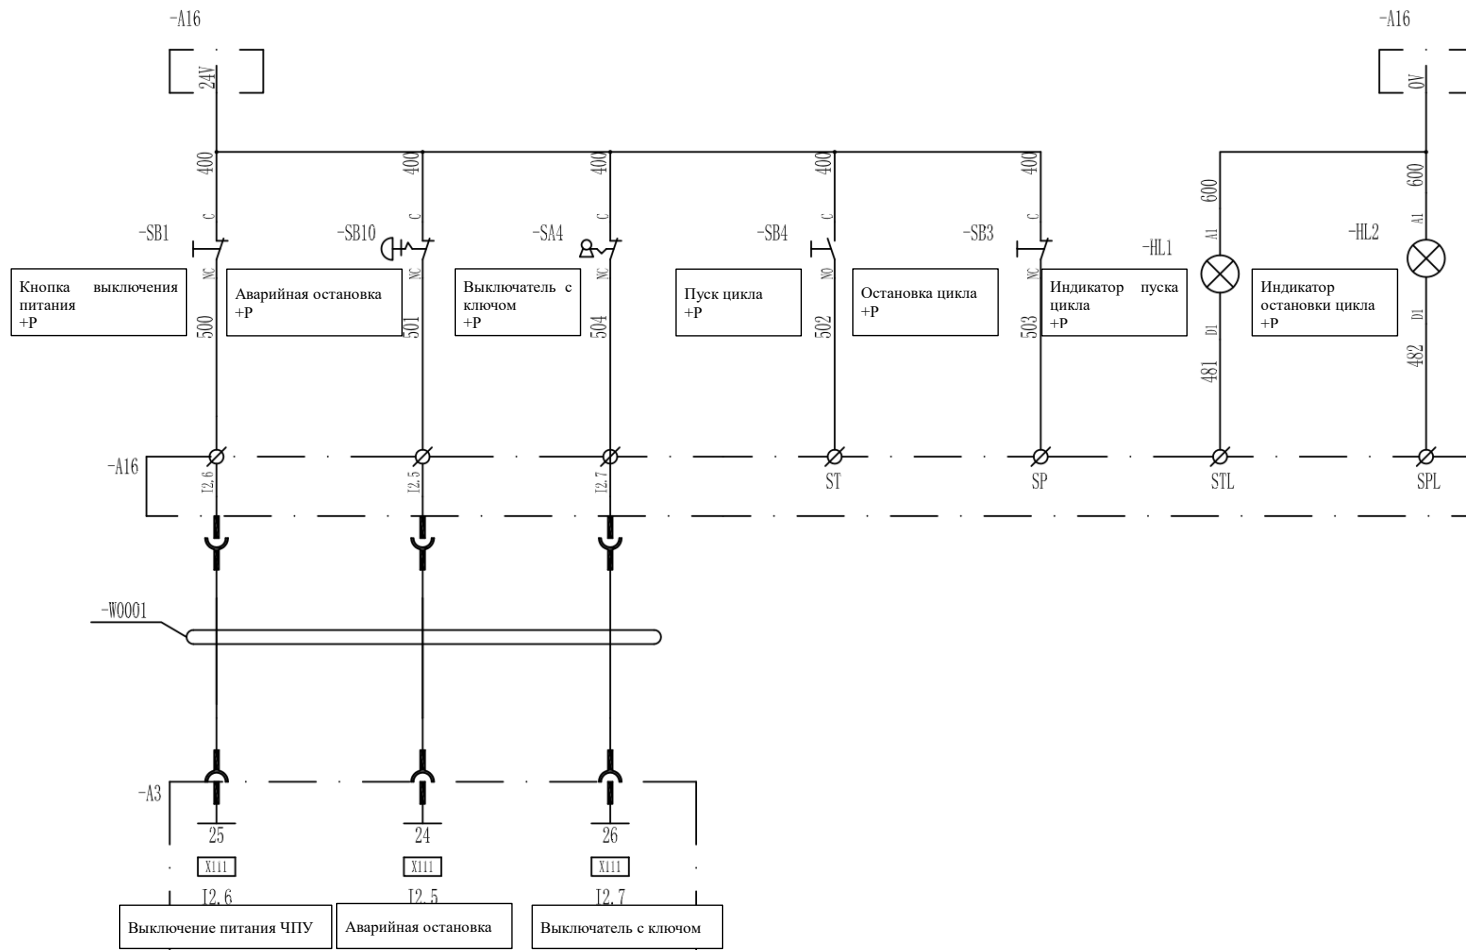 -A16
-A16
24V
0V
400
400
400
400
400
600
600
C
C
C
C
C
A1
A1
-SB1
-SB10
-SA4
-SB4
-SB3
-HL1
-HL2
NC
NC
NC
NO
NC
Кнопка выключения
питания
+P
Аварийная остановка
+P
Выключатель с
ключом
+P
Пуск цикла
+P
Остановка цикла
+P
Индикатор пуска
цикла
+P
Индикатор
остановки цикла
+P
500
501
504
502
503
D1
D1
481
482
-A16
I2.6
I2.5
I2.7
ST
SP
STL
SPL
-W0001
-A3
25
24
26
X111
X111
X111
I2.6
I2.5
I2.7
Выключение питания ЧПУ
Аварийная остановка
Выключатель с ключом